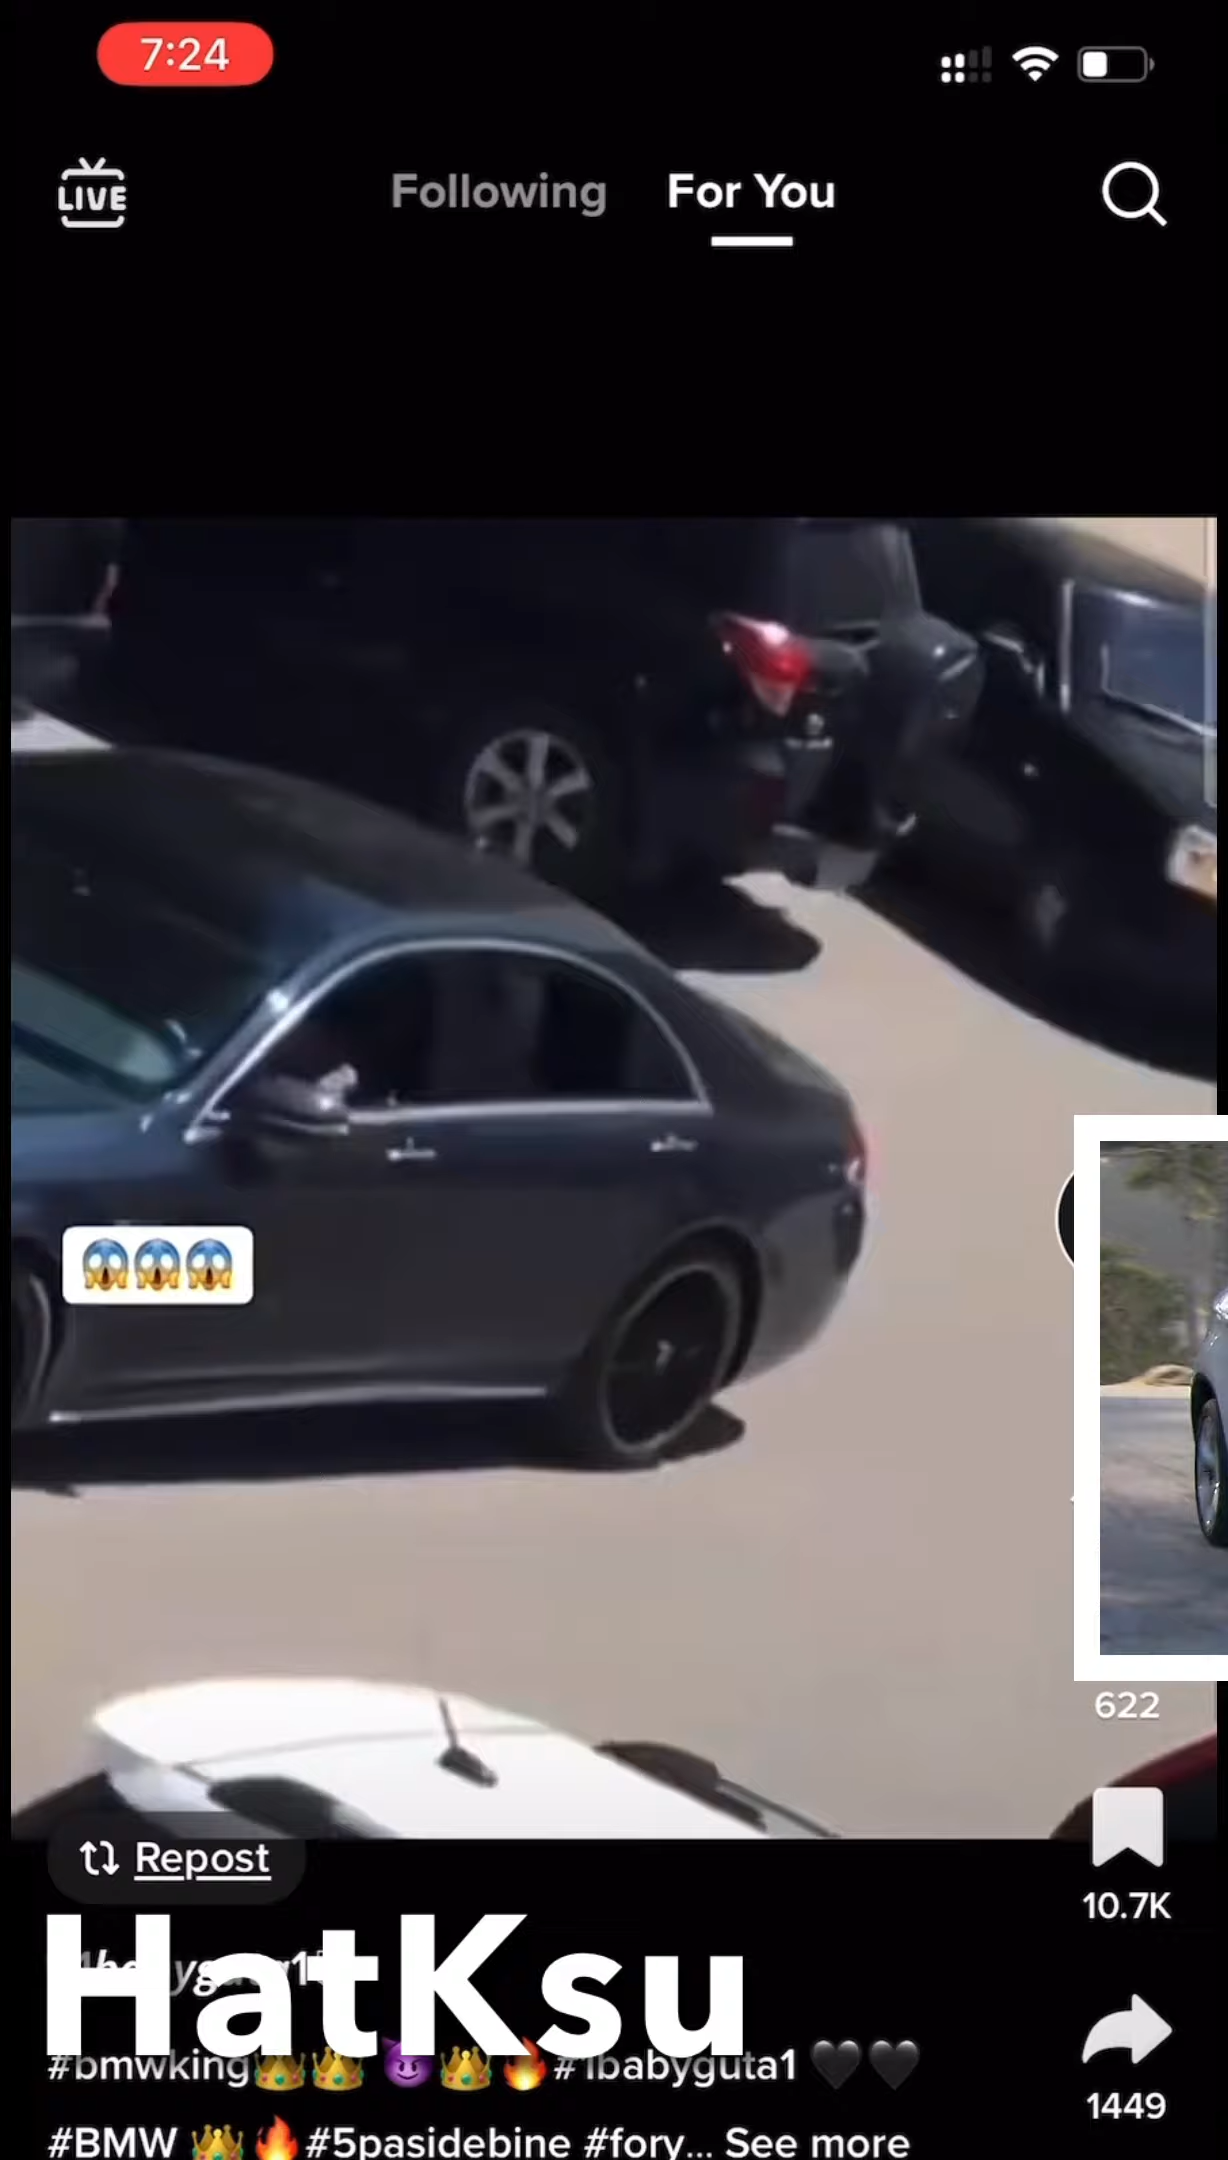 7:24
LIVE
Following For You
622
Repost
10.7K
HatKsu
#bmwking👑👑 😈👑🔥#1babyguta1 🖤🖤
1449
#BMW 👑🔥#5pasidebine #fory... See more